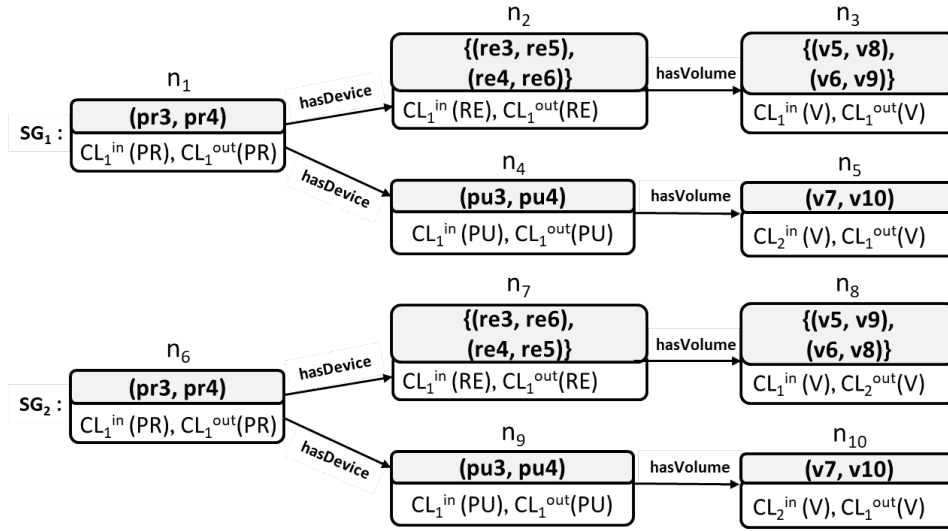 n₂
n₃
{(re3, re5),
(re4, re6)}
hasVolume
{(v5, v8),
(v6, v9)}
n₁
hasDevice
CL₁ⁱⁿ (RE), CL₁ᵒᵘᵗ(RE)
CL₁ⁱⁿ (V), CL₁ᵒᵘᵗ(V)
SG₁ :
(pr3, pr4)
CL₁ⁱⁿ (PR), CL₁ᵒᵘᵗ(PR)
hasDevice
n₄
n₅
(pu3, pu4)
hasVolume
(v7, v10)
CL₁ⁱⁿ (PU), CL₁ᵒᵘᵗ(PU)
CL₂ⁱⁿ (V), CL₁ᵒᵘᵗ(V)
n₇
n₈
{(re3, re6),
(re4, re5)}
hasVolume
{(v5, v9),
(v6, v8)}
n₆
hasDevice
CL₁ⁱⁿ (RE), CL₁ᵒᵘᵗ(RE)
CL₁ⁱⁿ (V), CL₂ᵒᵘᵗ(V)
SG₂ :
(pr3, pr4)
CL₁ⁱⁿ (PR), CL₁ᵒᵘᵗ(PR)
hasDevice
n₉
n₁₀
(pu3, pu4)
hasVolume
(v7, v10)
CL₁ⁱⁿ (PU), CL₁ᵒᵘᵗ(PU)
CL₂ⁱⁿ (V), CL₁ᵒᵘᵗ(V)